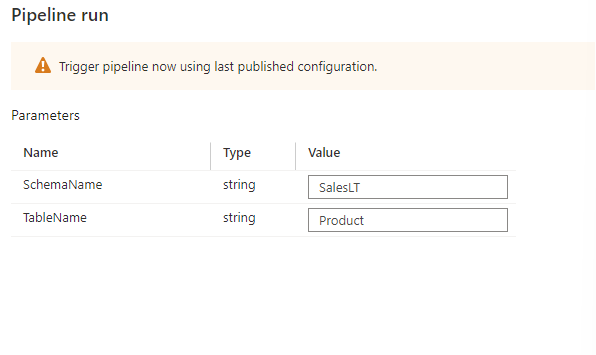 Pipeline run
Trigger pipeline now using last published configuration.
Parameters
Name Type Value
SchemaName string SalesLT
TableName string Product